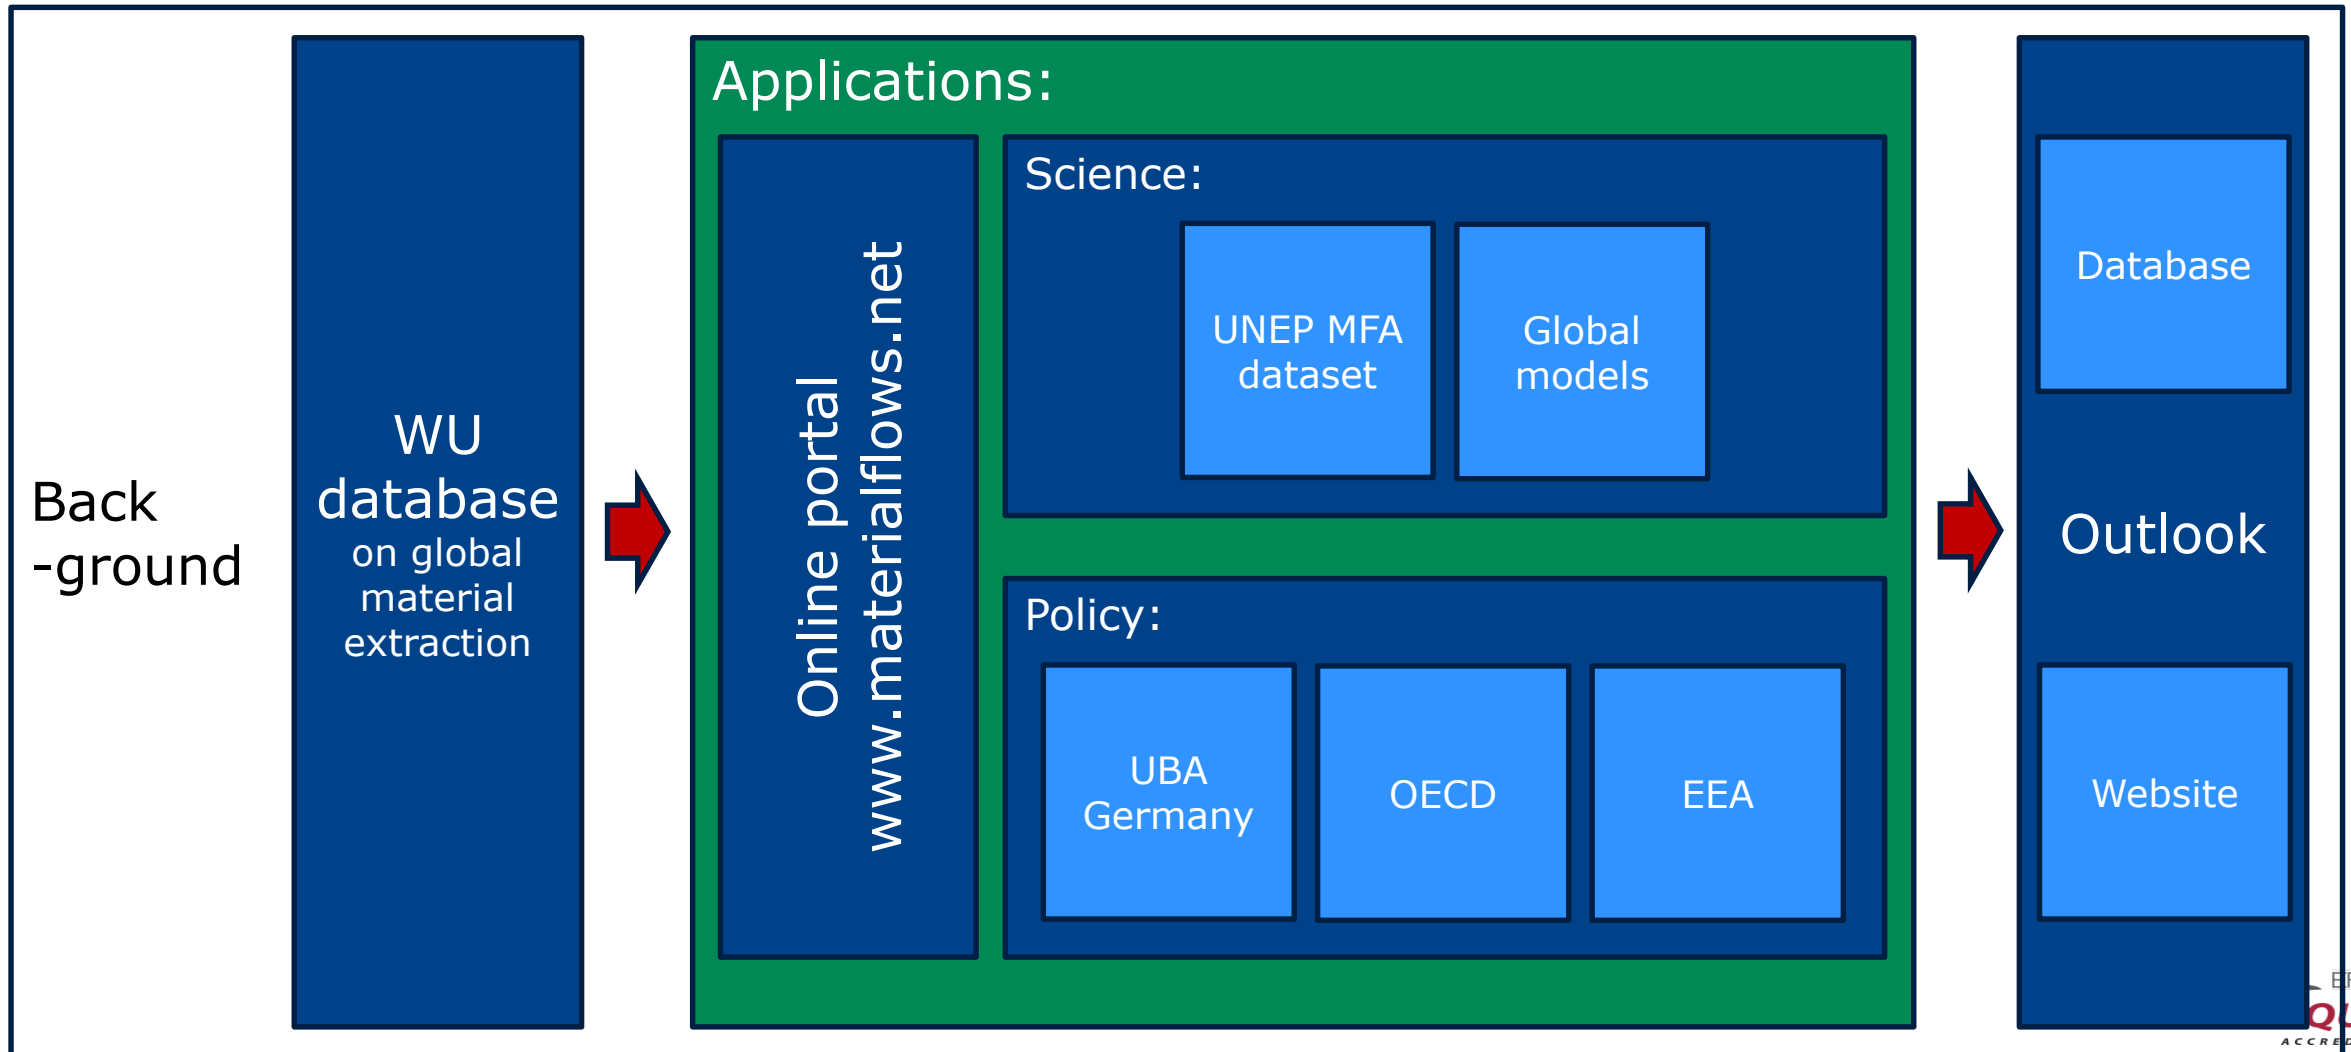 Back
-ground
WU
database
on global
material
extraction
Applications:
Online portal
www.materialflows.net
Science:
UNEP MFA
dataset
Global
models
Policy:
UBA
Germany
OECD
EEA
Database
Outlook
Website